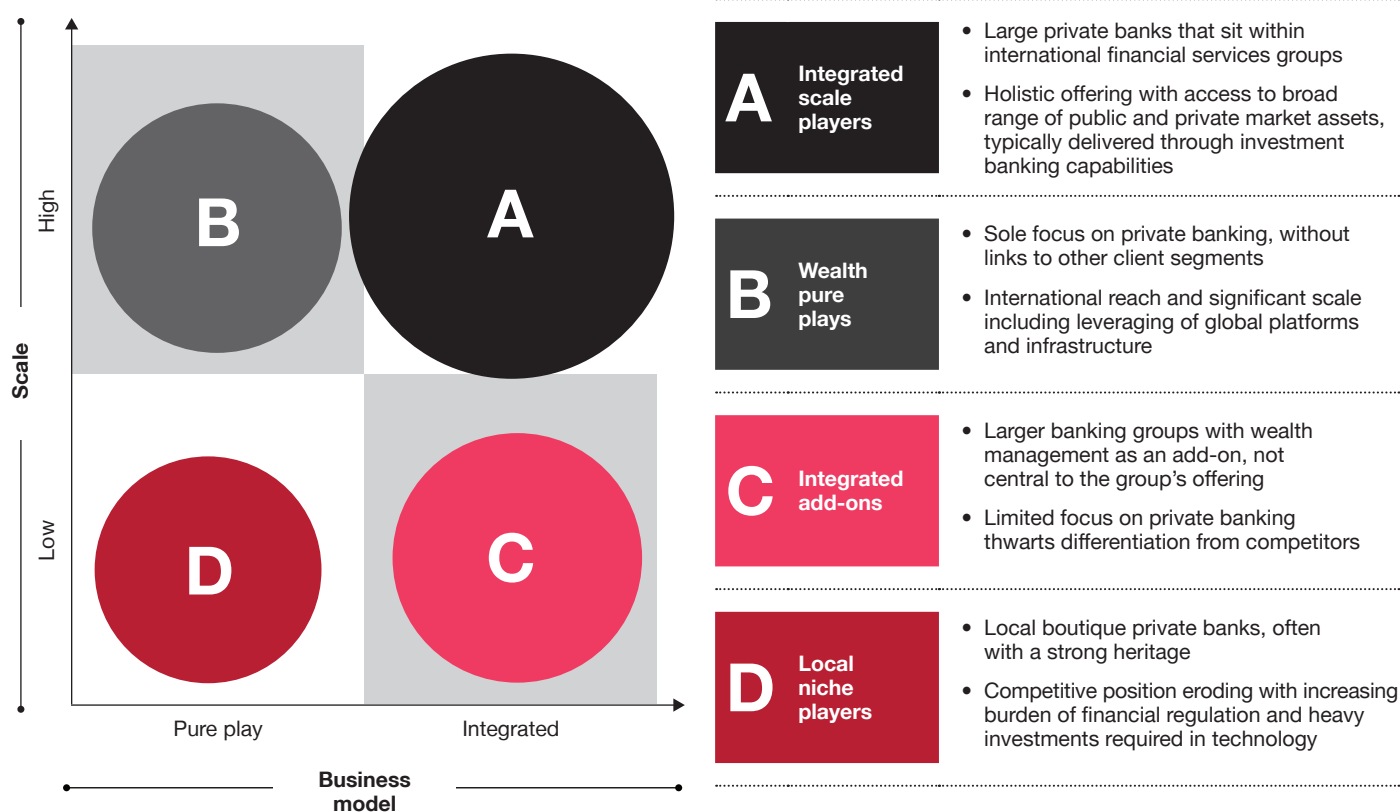 Scale
High
Low
B
A
D
C
Pure play
Integrated
Business
model
A
Integrated
scale
players
• Large private banks that sit within
international financial services groups
• Holistic offering with access to broad
range of public and private market assets,
typically delivered through investment
banking capabilities
B
Wealth
pure
plays
• Sole focus on private banking, without
links to other client segments
• International reach and significant scale
including leveraging of global platforms
and infrastructure
C
Integrated
add-ons
• Larger banking groups with wealth
management as an add-on, not
central to the group’s offering
• Limited focus on private banking
thwarts differentiation from competitors
D
Local
niche
players
• Local boutique private banks, often
with a strong heritage
• Competitive position eroding with increasing
burden of financial regulation and heavy
investments required in technology